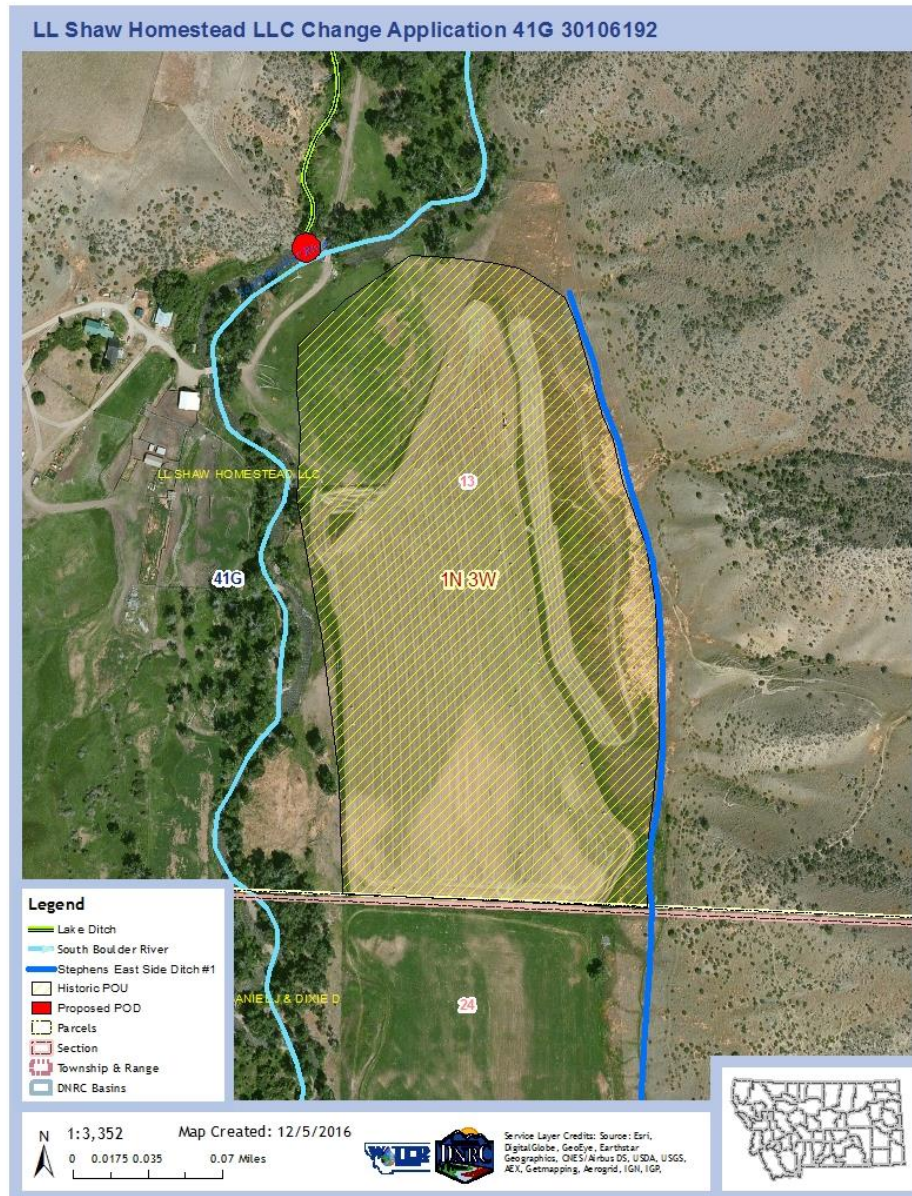 LL Shaw Homestead LLC Change Application 41G 30106192
LL SHAW HOMESTEAD LLC
13
41G
1N 3W
Legend
Lake Ditch
South Boulder River
Stephens East Side Ditch #1
Historic POU
Proposed POD
Parcels
Section
Township & Range
DNRC Basins
ANIEL J & DIXIE D
24
N
1:3,352
Map Created: 12/5/2016
0 0.0175 0.035 0.07 Miles
DNRC
Service Layer Credits: Source: Esri,
DigitalGlobe, GeoEye, Earthstar
Geographics, CNES/Airbus DS, USDA, USGS,
AEX, Getmapping, Aerogrid, IGN, IGP,